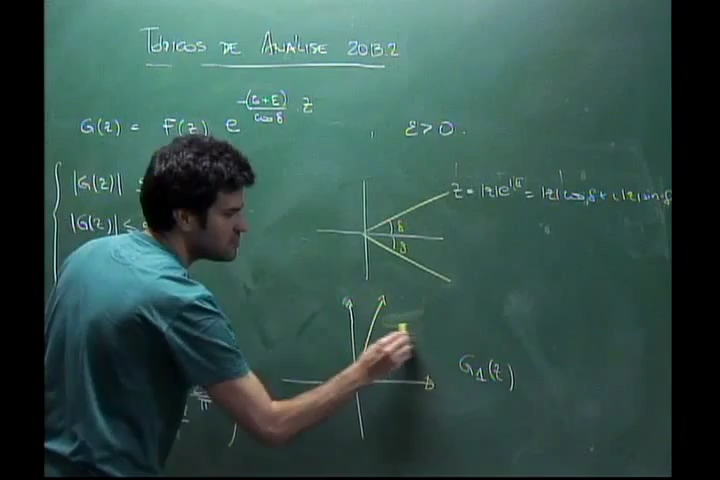 Tópicos de Análise 2013.2
G(z) = F(z) e^{-(c+ε)/cos δ · z} , ε > 0.
|G(z)| ≤
z = |z|e^{iδ} = |z|cos δ + i|z|sin δ
|G(z)| ≤
δ
δ
G₁(z)
π